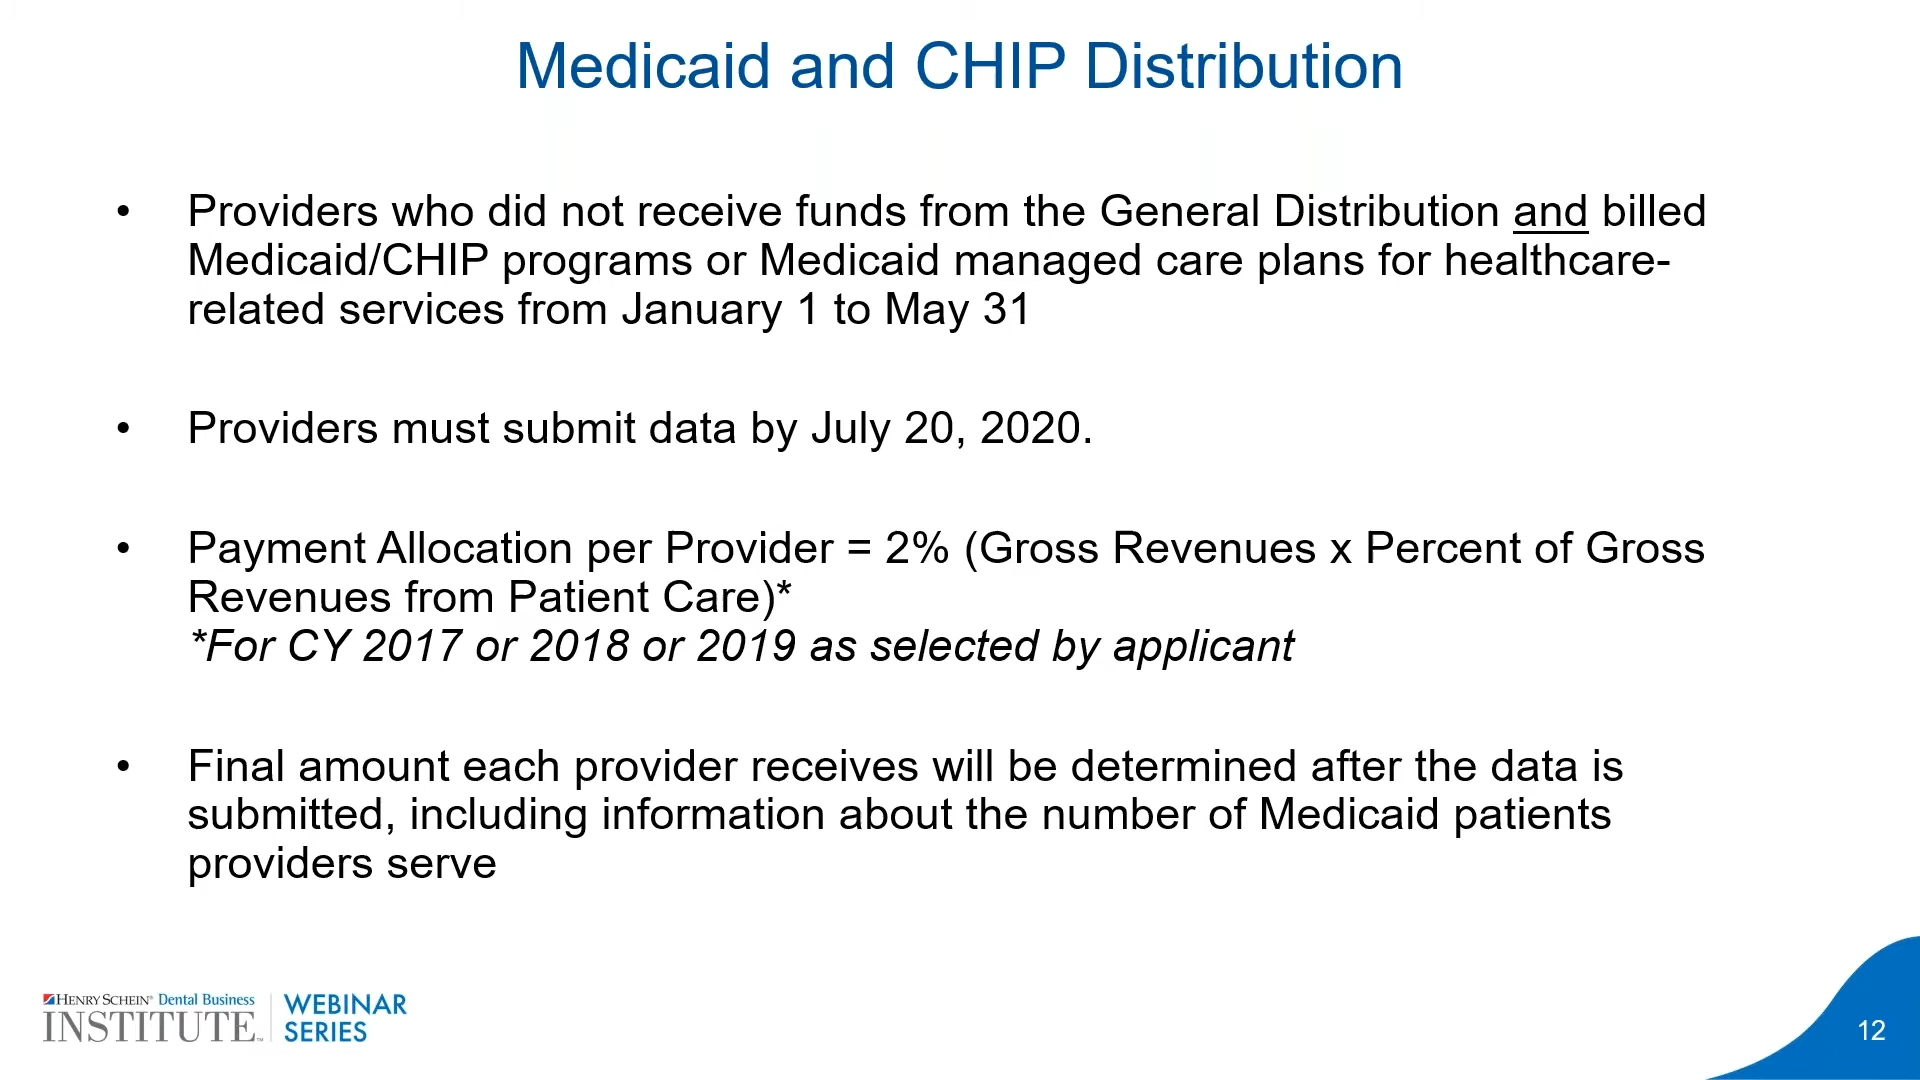 Medicaid and CHIP Distribution
• Providers who did not receive funds from the General Distribution and billed
Medicaid/CHIP programs or Medicaid managed care plans for healthcare-
related services from January 1 to May 31
• Providers must submit data by July 20, 2020.
• Payment Allocation per Provider = 2% (Gross Revenues x Percent of Gross
Revenues from Patient Care)*
*For CY 2017 or 2018 or 2019 as selected by applicant
• Final amount each provider receives will be determined after the data is
submitted, including information about the number of Medicaid patients
providers serve
HENRY SCHEIN® Dental Business
INSTITUTE™
WEBINAR
SERIES
12